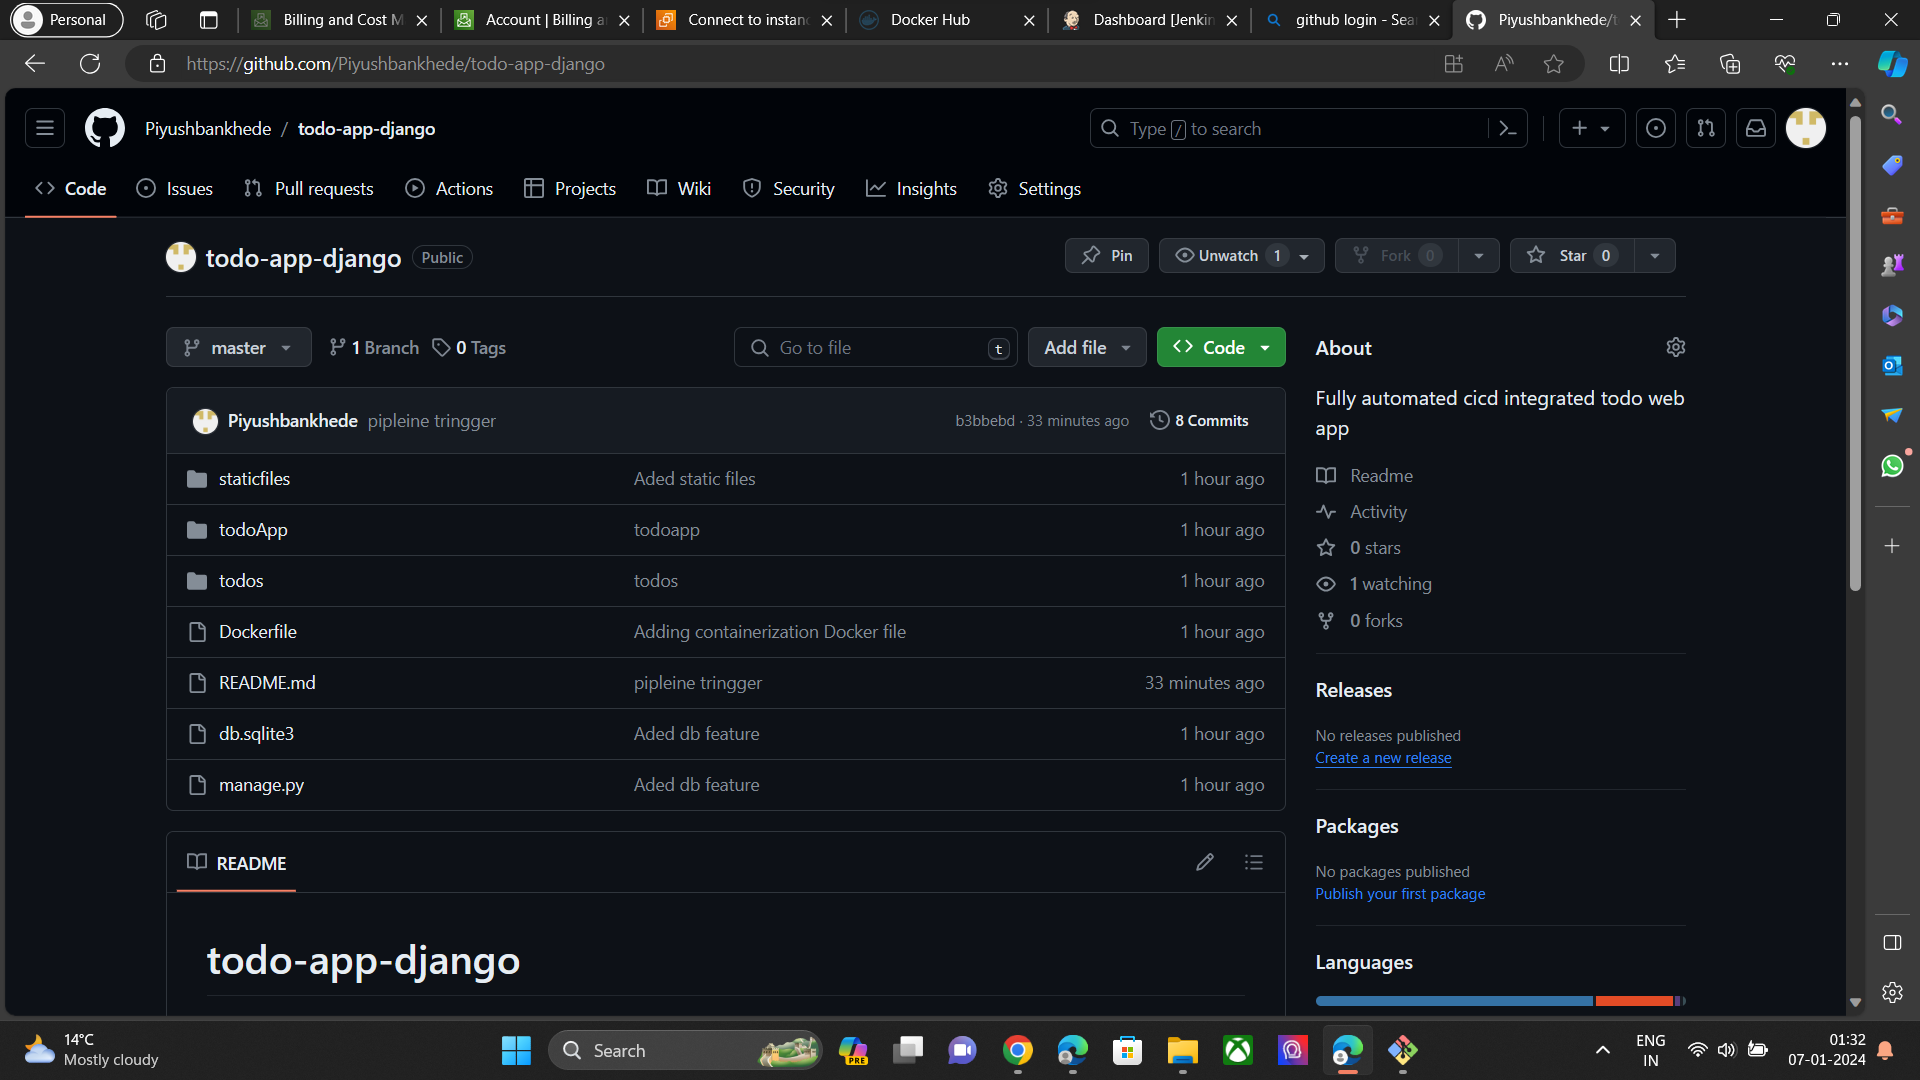 Personal
Billing and Cost M
Account | Billing a
Connect to instanc
Docker Hub
Dashboard [Jenkin
github login - Sea
Piyushbankhede/t
https://github.com/Piyushbankhede/todo-app-django
Piyushbankhede / todo-app-django
Type / to search
Code
Issues
Pull requests
Actions
Projects
Wiki
Security
Insights
Settings
todo-app-django
Public
Pin
Unwatch 1
Fork 0
Star 0
master
1 Branch
0 Tags
Go to file
t
Add file
Code
About
Fully automated cicd integrated todo web
app
Piyushbankhede pipleine tringger
b3bbebd · 33 minutes ago
8 Commits
staticfiles Aded static files 1 hour ago
todoApp todoapp 1 hour ago
todos todos 1 hour ago
Dockerfile Adding containerization Docker file 1 hour ago
README.md pipleine tringger 33 minutes ago
db.sqlite3 Aded db feature 1 hour ago
manage.py Aded db feature 1 hour ago
Readme
Activity
0 stars
1 watching
0 forks
Releases
No releases published
Create a new release
Packages
No packages published
Publish your first package
Languages
README
todo-app-django
14°C
Mostly cloudy
Search
PRE
ENG
IN
01:32
07-01-2024